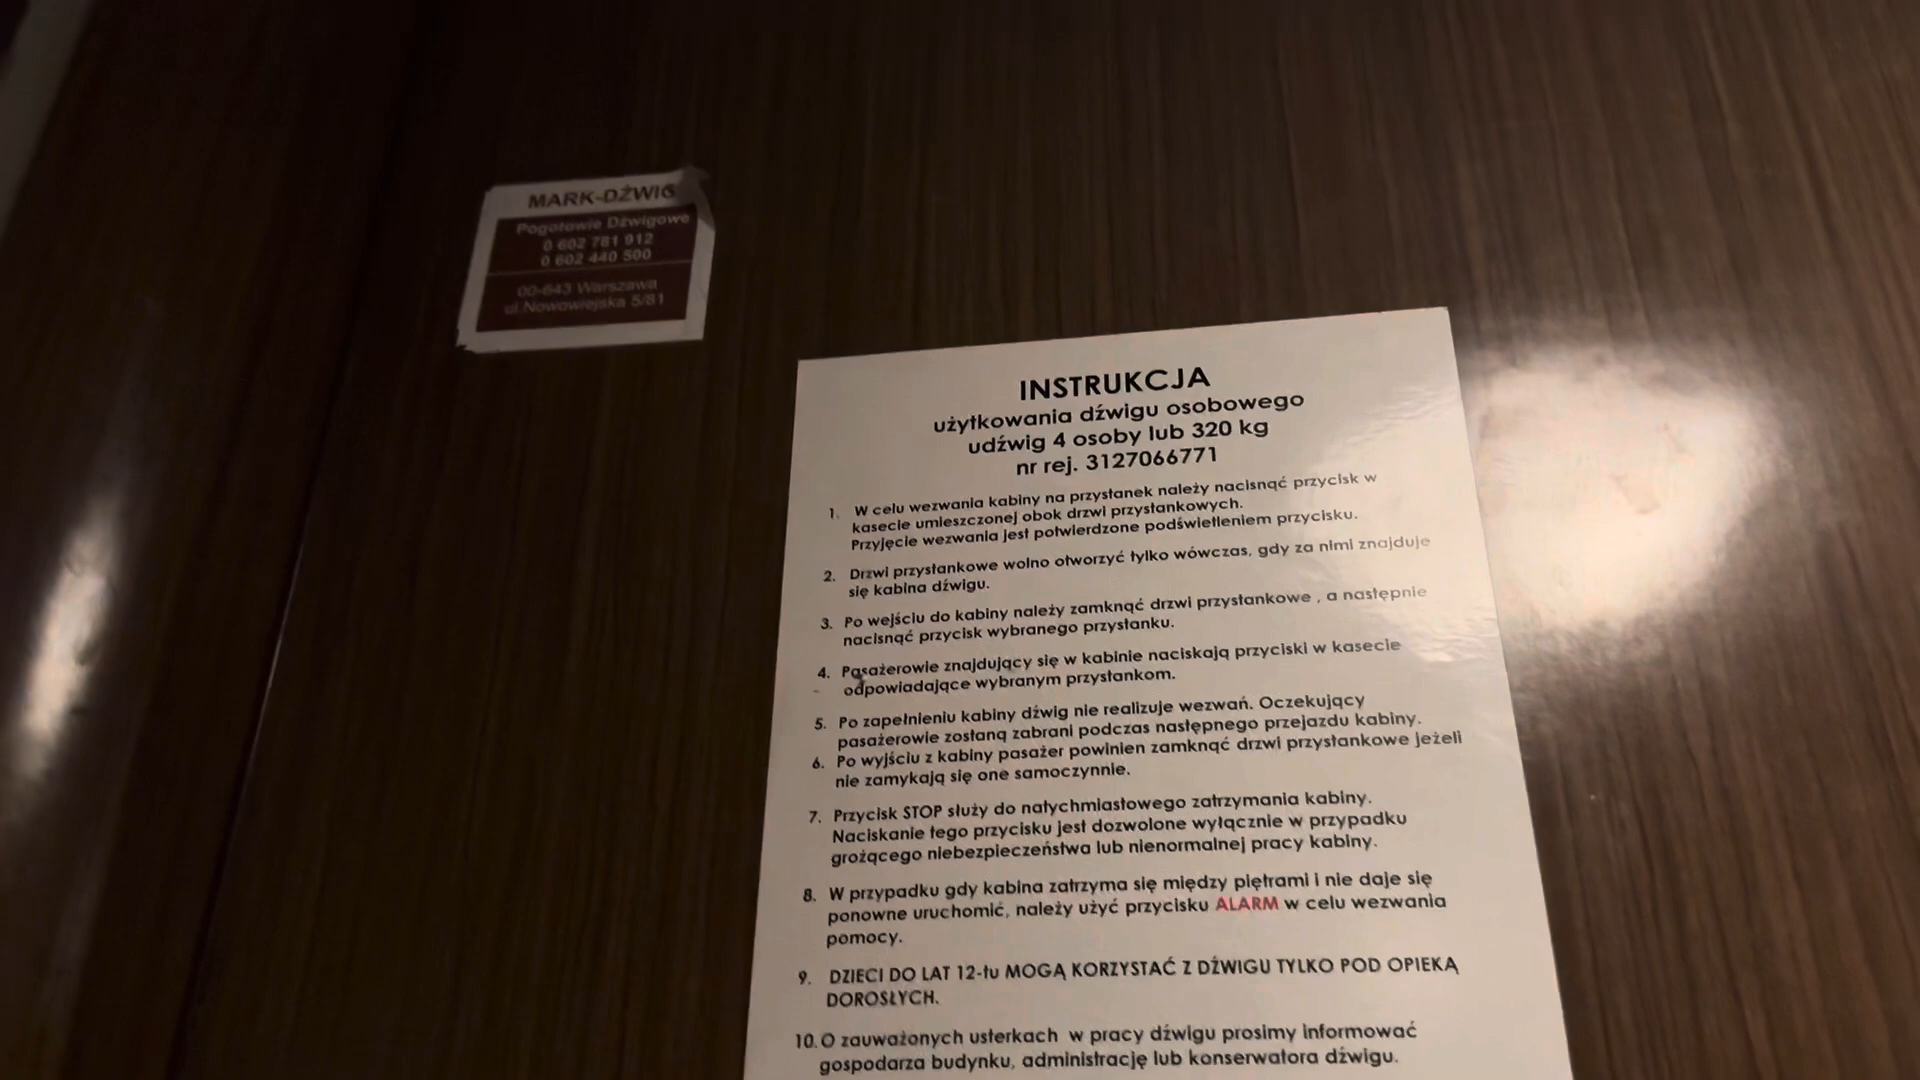 MARK-DŹWIG
Pogotowie Dźwigowe
0 602 781 912
0 602 440 500
00-643 Warszawa
ul.Nowowiejska 5/81
INSTRUKCJA
użytkowania dźwigu osobowego
udźwig 4 osoby lub 320 kg
nr rej. 3127066771
1. W celu wezwania kabiny na przystanek należy nacisnąć przycisk w
kasecie umieszczonej obok drzwi przystankowych.
Przyjęcie wezwania jest potwierdzone podświetleniem przycisku.
2. Drzwi przystankowe wolno otworzyć tylko wówczas, gdy za nimi znajduje
się kabina dźwigu.
3. Po wejściu do kabiny należy zamknąć drzwi przystankowe , a następnie
nacisnąć przycisk wybranego przystanku.
4. Pasażerowie znajdujący się w kabinie naciskają przyciski w kasecie
odpowiadające wybranym przystankom.
5. Po zapełnieniu kabiny dźwig nie realizuje wezwań. Oczekujący
pasażerowie zostaną zabrani podczas następnego przejazdu kabiny.
6. Po wyjściu z kabiny pasażer powinien zamknąć drzwi przystankowe jeżeli
nie zamykają się one samoczynnie.
7. Przycisk STOP służy do natychmiastowego zatrzymania kabiny.
Naciskanie tego przycisku jest dozwolone wyłącznie w przypadku
grożącego niebezpieczeństwa lub nienormalnej pracy kabiny.
8. W przypadku gdy kabina zatrzyma się między piętrami i nie daje się
ponowne uruchomić, należy użyć przycisku ALARM w celu wezwania
pomocy.
9. DZIECI DO LAT 12-tu MOGĄ KORZYSTAĆ Z DŹWIGU TYLKO POD OPIEKĄ
DOROSŁYCH.
10. O zauważonych usterkach w pracy dźwigu prosimy informować
gospodarza budynku, administrację lub konserwatora dźwigu.